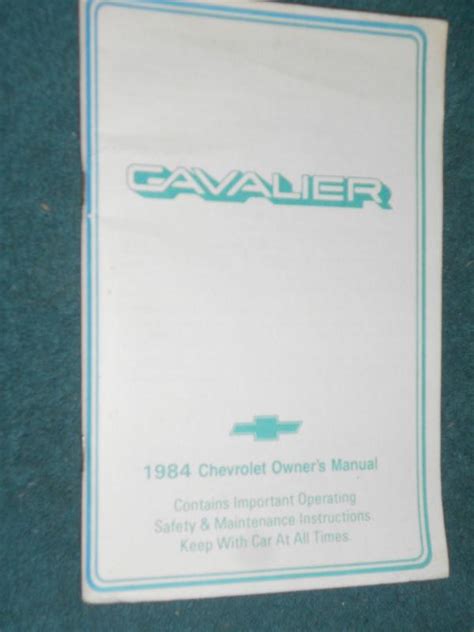 CAVALIER
1984 Chevrolet Owner's Manual
Contains Important Operating
Safety & Maintenance Instructions.
Keep With Car At All Times.